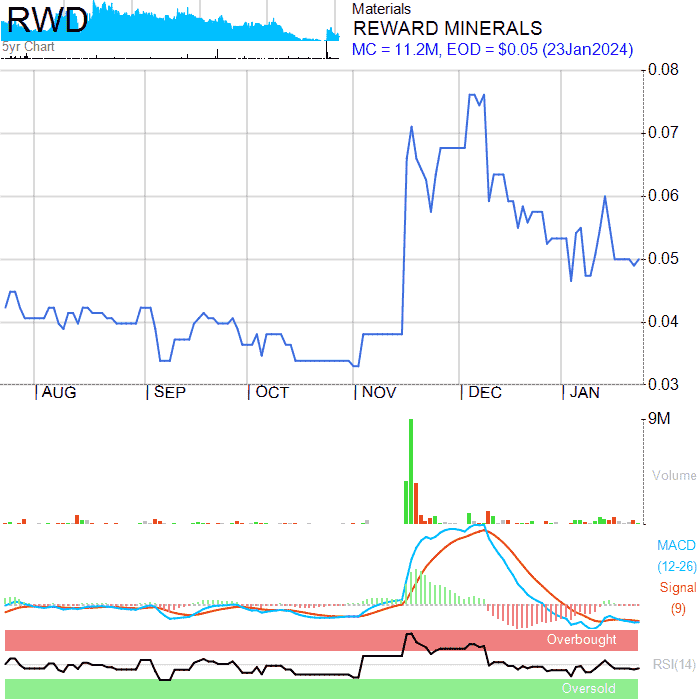 RWD
5yr Chart
Materials
REWARD MINERALS
MC = 11.2M, EOD = $0.05 (23Jan2024)
0.08
0.07
0.06
0.05
0.04
0.03
AUG SEP OCT NOV DEC JAN
9M
Volume
MACD
(12-26)
Signal
(9)
Overbought
RSI(14)
Oversold